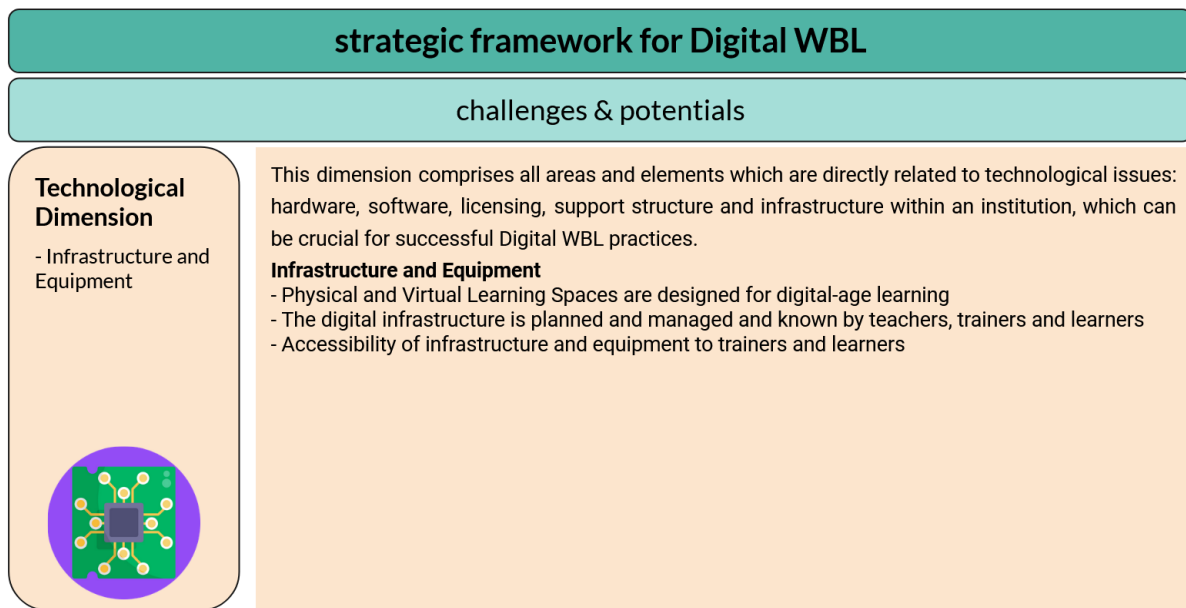 strategic framework for Digital WBL
challenges & potentials
Technological
Dimension
- Infrastructure and
Equipment
This dimension comprises all areas and elements which are directly related to technological issues:
hardware, software, licensing, support structure and infrastructure within an institution, which can
be crucial for successful Digital WBL practices.
Infrastructure and Equipment
- Physical and Virtual Learning Spaces are designed for digital-age learning
- The digital infrastructure is planned and managed and known by teachers, trainers and learners
- Accessibility of infrastructure and equipment to trainers and learners